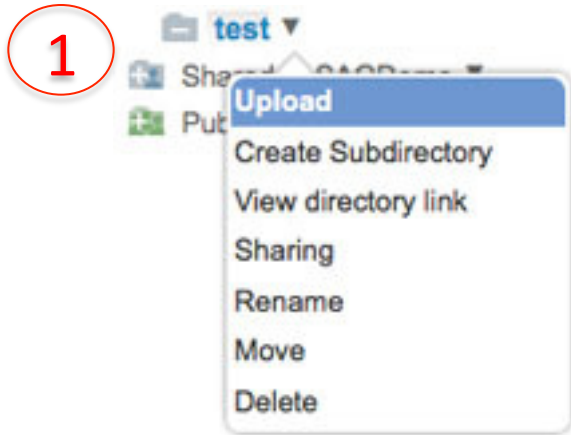 test ▼
1
Upload
Create Subdirectory
View directory link
Sharing
Rename
Move
Delete